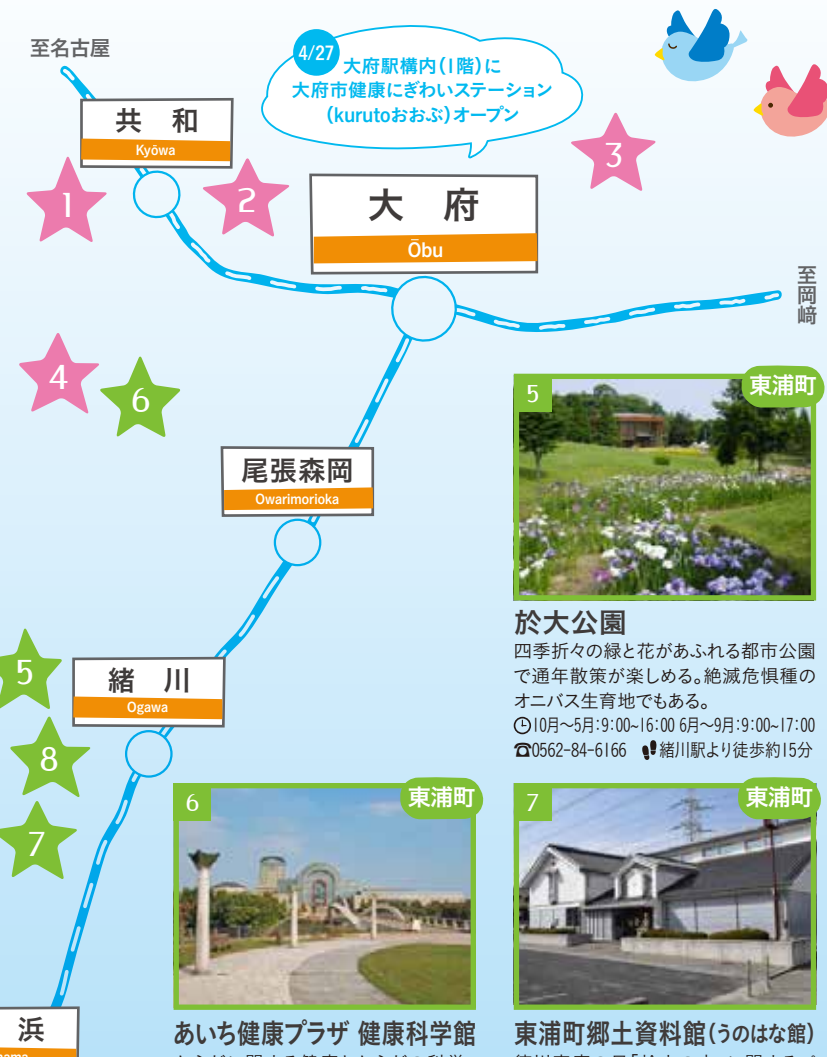 至名古屋
4/27
大府駅構内(1階)に
大府市健康にぎわいステーション
(kurutoおおぶ)オープン
共 和
Kyōwa
1
2
3
大 府
Ōbu
至岡﨑
4
6
尾張森岡
Owarimorioka
5
緒 川
Ogawa
8
7
浜
5
東浦町
於大公園
四季折々の緑と花があふれる都市公園
で通年散策が楽しめる。絶滅危惧種の
オニバス生育地でもある。
10月〜5月:9:00~16:00 6月〜9月:9:00~17:00
☎0562-84-6166 緒川駅より徒歩約15分
6
東浦町
あいち健康プラザ 健康科学館
7
東浦町
東浦町郷土資料館(うのはな館)